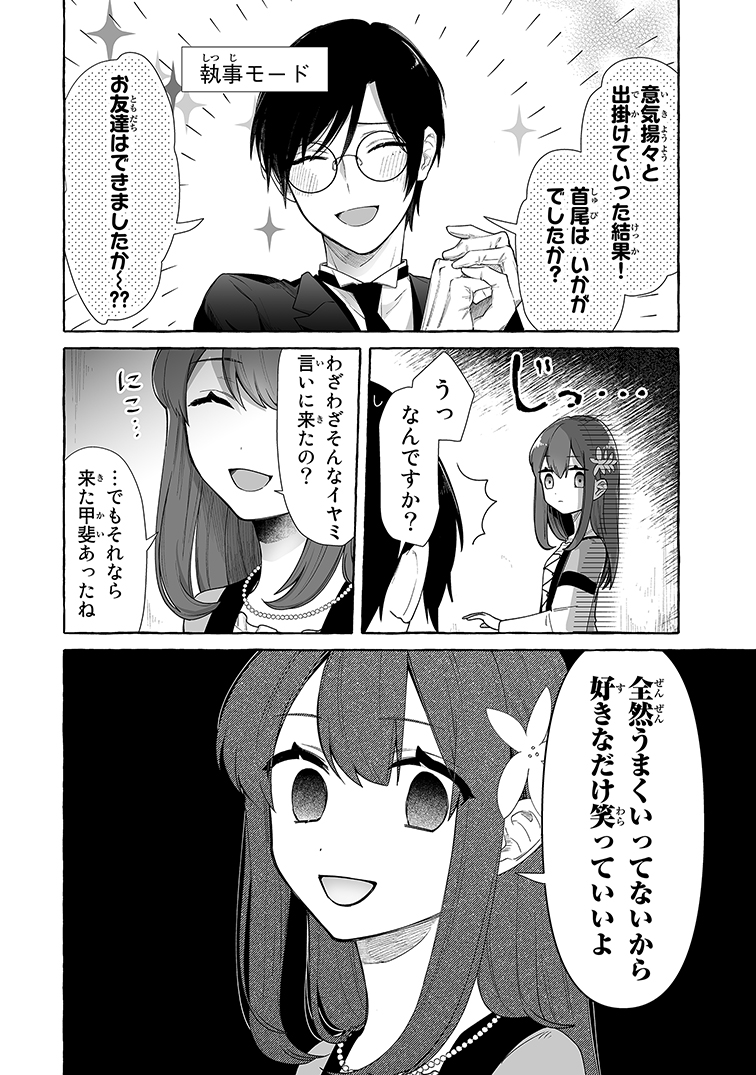 執事モード
意気揚々と
出掛けていった結果！
首尾は いかが
でしたか？
お友達はできましたか～??
じっ・・・
うっ
なんですか？
わざわざそんなイヤミ
言いに来たの？
にこ…
…でもそれなら
来た甲斐あったね
全然うまくいってないから
好きなだけ笑っていいよ